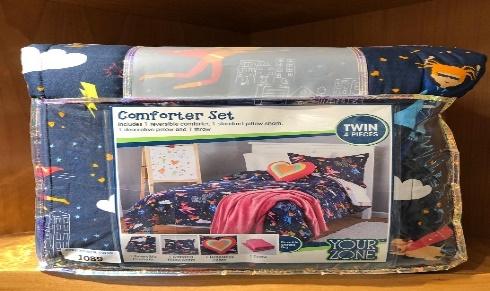 Comforter Set
Includes 1 reversible comforter, 1 standard pillow sham,
1 decorative pillow and 1 throw
TWIN
4 PIECES
YOUR
ZONE
1089